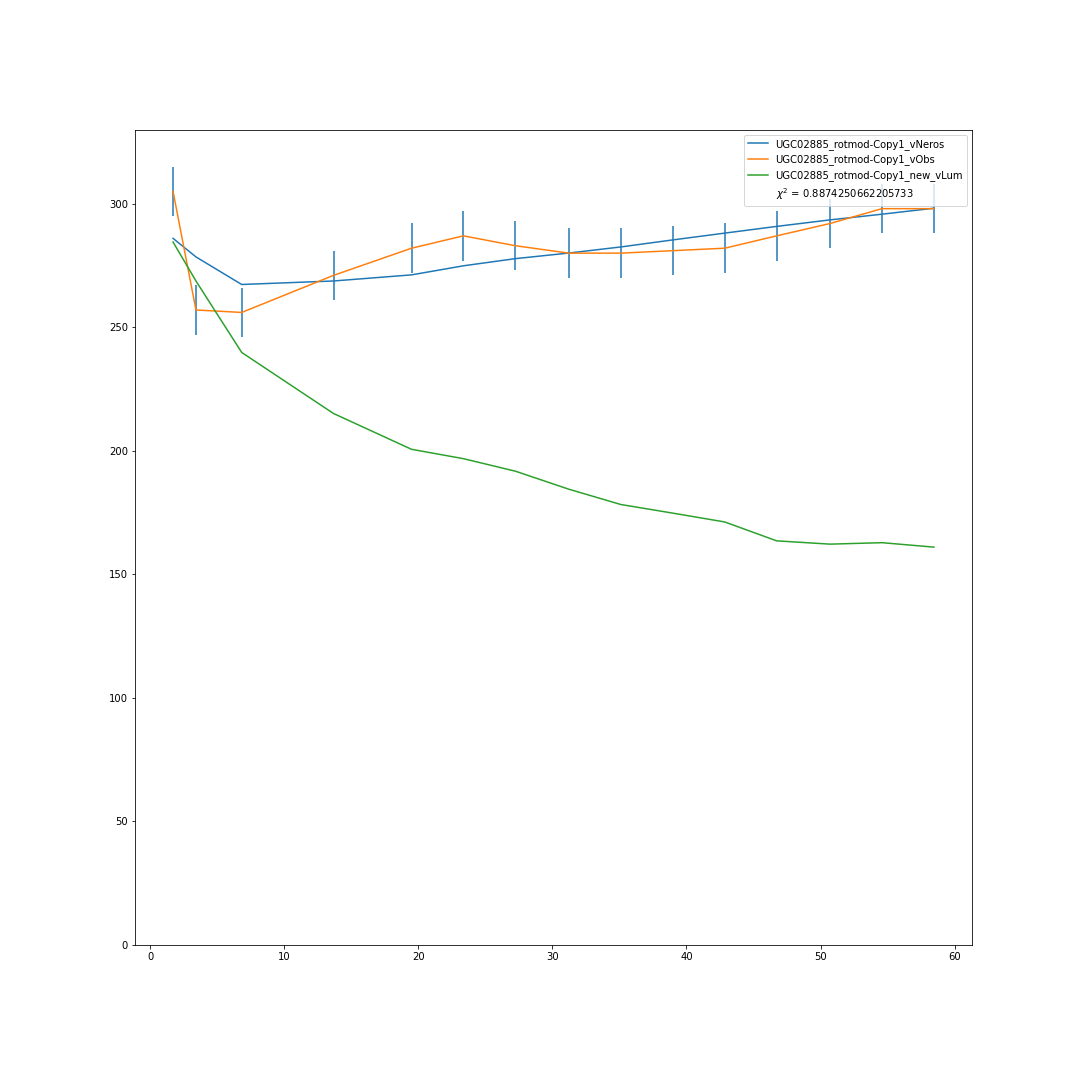 UGC02885_rotmod-Copy1_vNeros
UGC02885_rotmod-Copy1_vObs
UGC02885_rotmod-Copy1_new_vLum
χ² = 0.8874250662205733
300
250
200
150
100
50
0
0 10 20 30 40 50 60